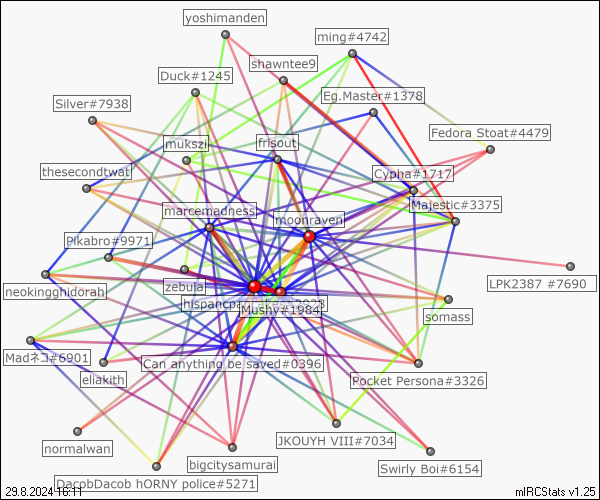 yoshimanden
ming#4742
shawntee9
Duck#1245
Eg.Master#1378
Silver#7938
Fedora Stoat#4479
mukszi
frisout
thesecondtwat
Cypha#1717
Majestic#3375
marcemadness
moonraven
Pikabro#9971
LPK2387 #7690
zebuja
neokingghidorah
Mushy#1984
somass
Madネコ#6901
Can anything be saved#0396
eliakith
Pocket Persona#3326
JKOUYH VIII#7034
normalwan
bigcitysamurai
Swirly Boi#6154
DacobDacob hORNY police#5271
29.8.2024 16:11
mIRCStats v1.25